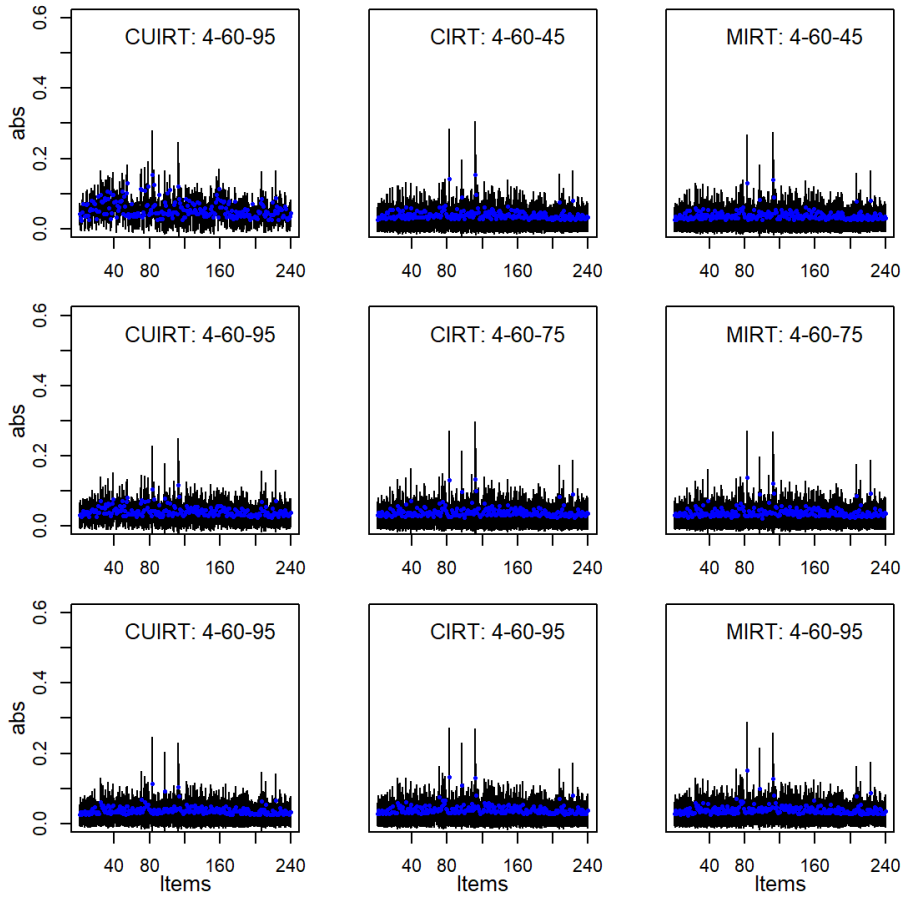 CUIRT: 4-60-95 CIRT: 4-60-45 MIRT: 4-60-45
abs
0.0 0.2 0.4 0.6
40 80 160 240 40 80 160 240 40 80 160 240
CUIRT: 4-60-95 CIRT: 4-60-75 MIRT: 4-60-75
abs
0.0 0.2 0.4 0.6
40 80 160 240 40 80 160 240 40 80 160 240
CUIRT: 4-60-95 CIRT: 4-60-95 MIRT: 4-60-95
abs
0.0 0.2 0.4 0.6
40 80 160 240 40 80 160 240 40 80 160 240
Items Items Items